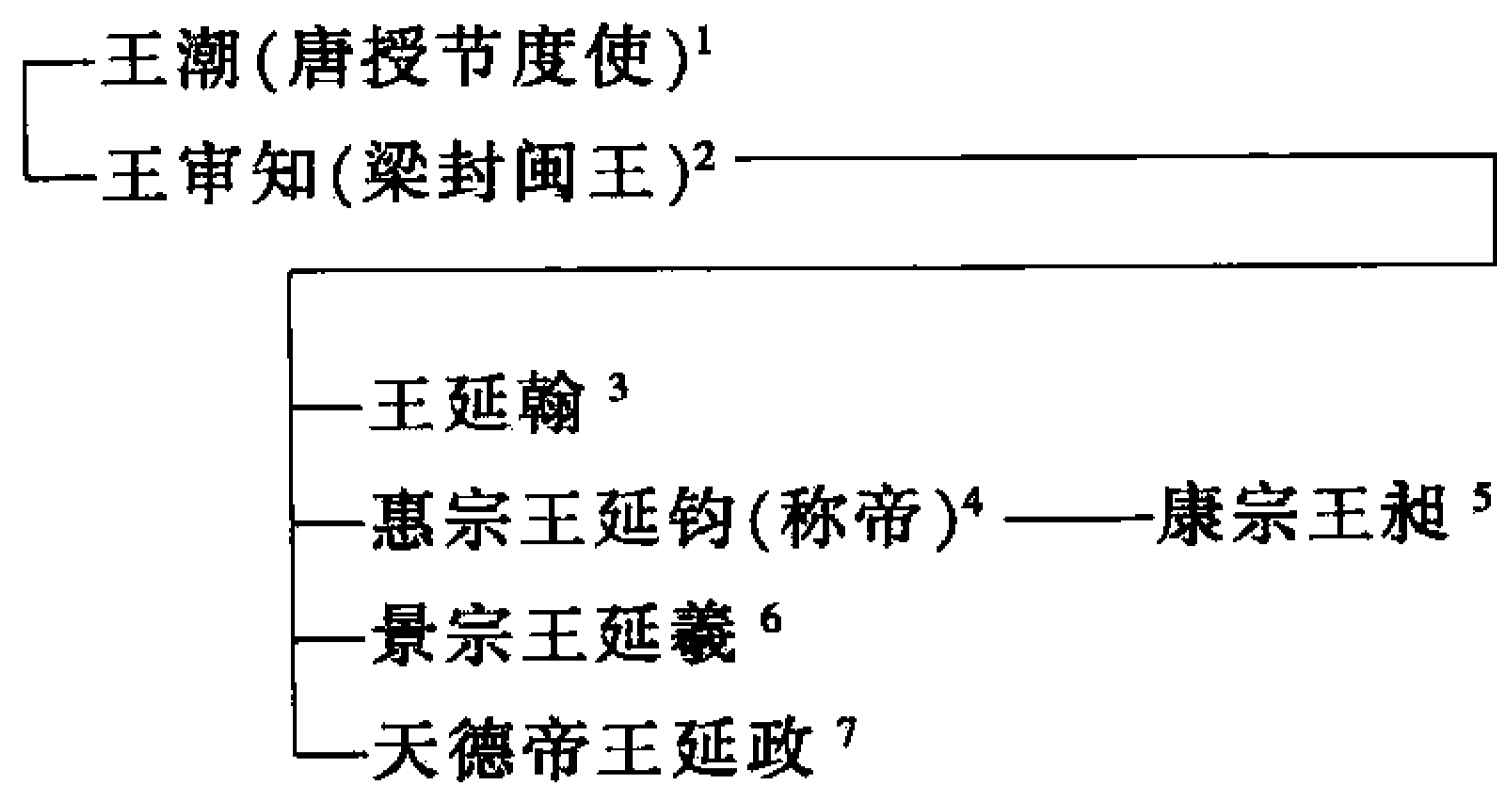 王潮(唐授节度使)¹
王审知(梁封闽王)²
王延翰 ³
惠宗王延钧(称帝)⁴ 康宗王昶 ⁵
景宗王延羲 ⁶
天德帝王延政 ⁷